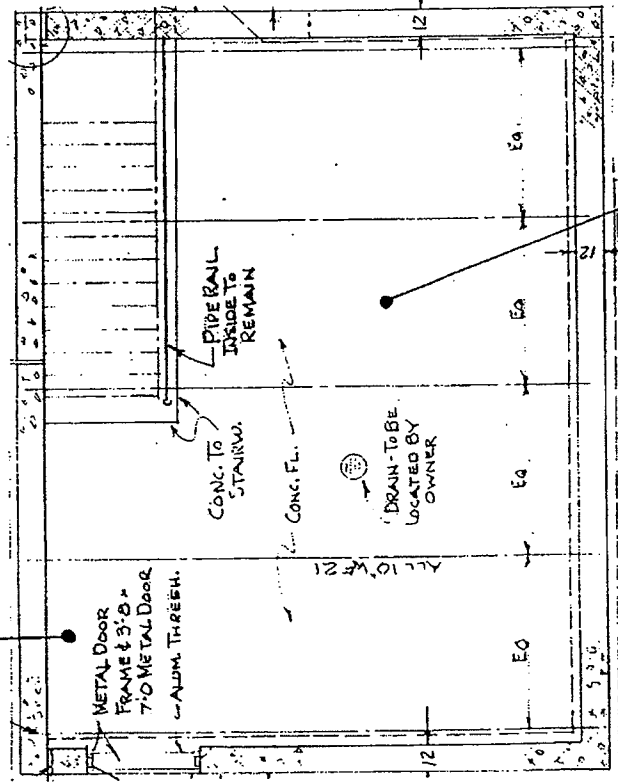 12
EQ.
12
PIPE RAIL
INSIDE TO
REMAIN
EQ
CONC. TO
STAIRW.
CONC. FL.
DRAIN - TO BE
LOCATED BY
OWNER
EQ
METAL DOOR
FRAME & 3'-8 x
7'-0 METAL DOOR
ALUM. THRESH.
ALL 10" WF 21
EQ
12